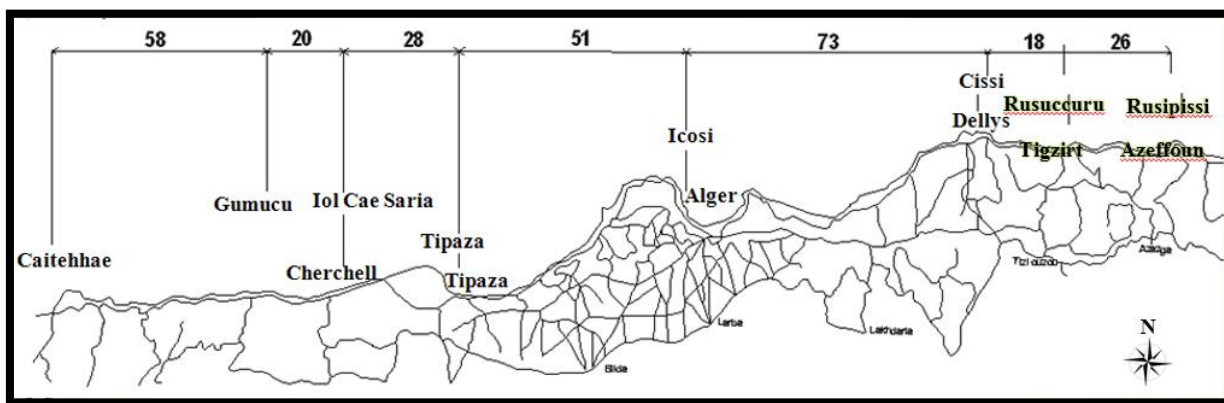 58 20 28 51 73 18 26
Cissi
Rusuccuru Rusipissi
Dellys
Icosi
Tigzirt Azeffoun
Alger
Gumucu Iol Cae Saria
Tipaza
Caitehhae
Cherchell Tipaza
Azazga
Tizi ouzou
Larba
Lakhdaria
Blida
N